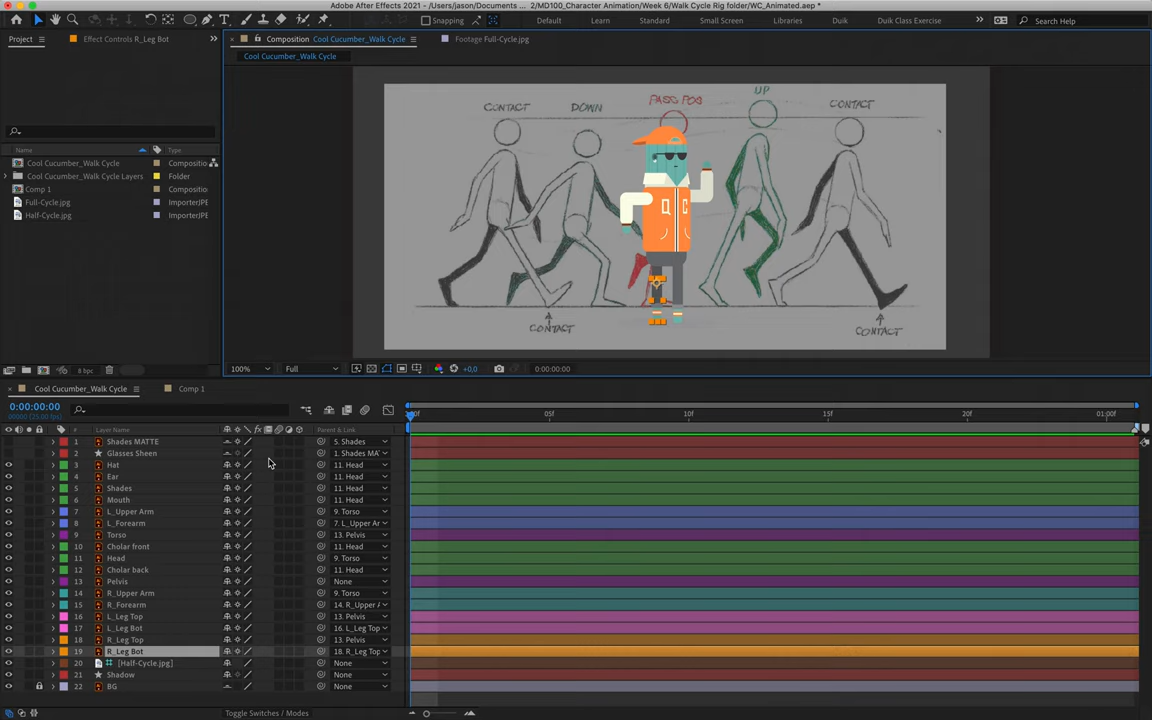 Adobe After Effects 2021 - /Users/jason/Documents ... 2/MD100_Character Animation/Week 6/Walk Cycle Rig folder/WC_Animated.aep *
Snapping
Default
Learn
Standard
Small Screen
Libraries
Duik
Duik Class Exercise
Search Help
Project
Effect Controls R_Leg Bot
Composition Cool Cucumber_Walk Cycle
Footage Full-Cycle.jpg
Cool Cucumber_Walk Cycle
Name
Type
Cool Cucumber_Walk Cycle Compositio
Cool Cucumber_Walk Cycle Layers Folder
Comp 1 Compositio
Full-Cycle.jpg ImporterJPE
Half-Cycle.jpg ImporterJPE
CONTACT DOWN PASS POS UP CONTACT
CONTACT CONTACT
8 bpc
100% Full +0,0 0:00:00:00
Cool Cucumber_Walk Cycle
Comp 1
0:00:00:00
00000 (25.00 fps)
:00f 05f 10f 15f 20f 01:00f
# Layer Name fx Parent & Link
1 Shades MATTE 5. Shades
2 Glasses Sheen 1. Shades MA
3 Hat 11. Head
4 Ear 11. Head
5 Shades 11. Head
6 Mouth 11. Head
7 L_Upper Arm 9. Torso
8 L_Forearm 7. L_Upper Ar
9 Torso 13. Pelvis
10 Cholar front 11. Head
11 Head 9. Torso
12 Cholar back 11. Head
13 Pelvis None
14 R_Upper Arm 9. Torso
15 R_Forearm 14. R_Upper A
16 L_Leg Top 13. Pelvis
17 L_Leg Bot 16. L_Leg Top
18 R_Leg Top 13. Pelvis
19 R_Leg Bot 18. R_Leg Top
20 [Half-Cycle.jpg] None
21 Shadow None
22 BG None
Toggle Switches / Modes